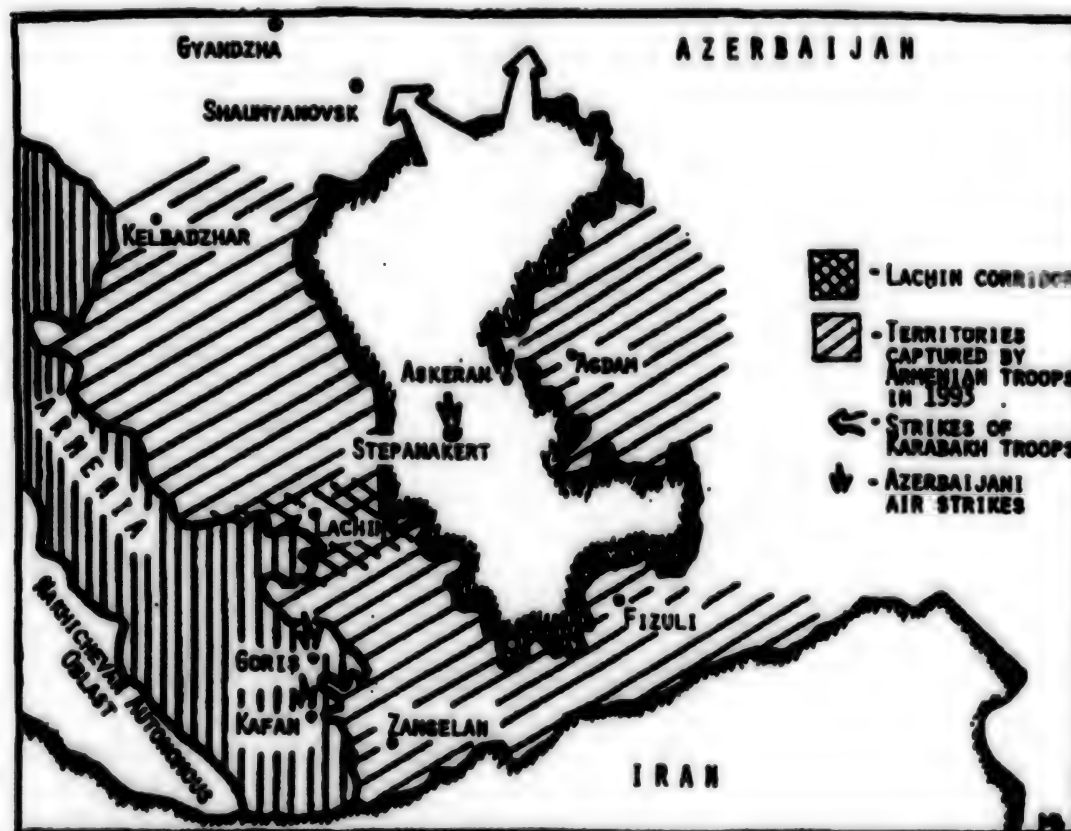 GYANDZHA
AZERBAIJAN
SHAUMYANOVSK
KELBADZHAR
- LACHIN CORRIDOR
- TERRITORIES
CAPTURED BY
ARMENIAN TROOPS
IN 1993
- STRIKES OF
KARABAKH TROOPS
- AZERBAIJANI
AIR STRIKES
ASKERAN
AGDAM
STEPANAKERT
ARMENIA
LACHIN
NAKHICHEVAN AUTONOMOUS
OBLAST
FIZULI
GORIS
KAFAN
ZANGELAN
IRAN